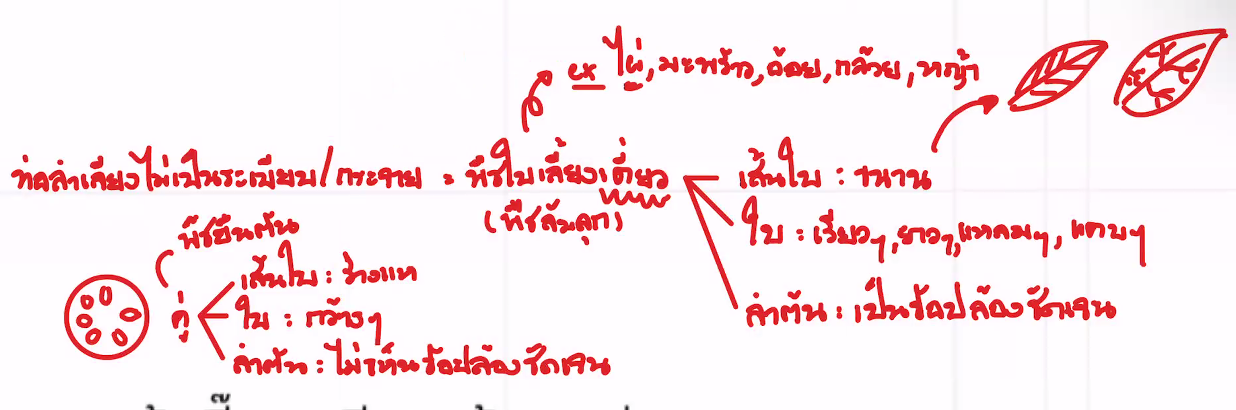 ex ไผ่, มะพร้าว, อ้อย, กล้วย, หญ้า
ท่อลำเลียงไม่เป็นระเบียบ/กระจาย = พืชใบเลี้ยงเดี่ยว
(พืชล้มลุก)
เส้นใบ : ขนาน
ใบ : เรียวๆ, ยาวๆ, แหลมๆ, แคบๆ
ลำต้น : เป็นข้อปล้องชัดเจน
พืชยืนต้น
คู่
เส้นใบ : ร่างแห
ใบ : กว้างๆ
ลำต้น : ไม่เห็นข้อปล้องชัดเจน